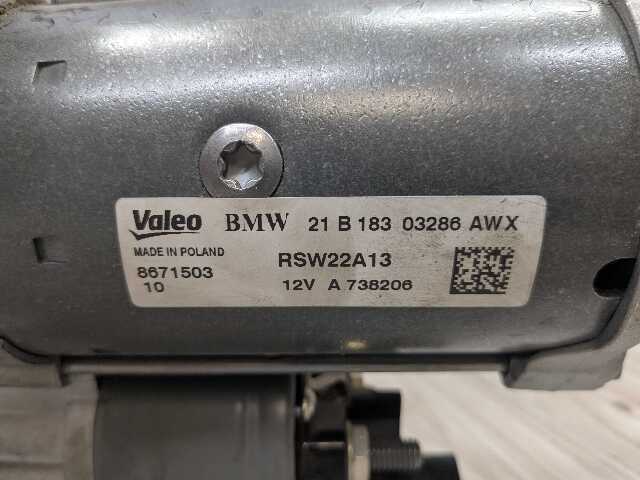 Valeo BMW 21 B 183 03286 AWX
MADE IN POLAND
8671503 RSW22A13
10 12V A 738206